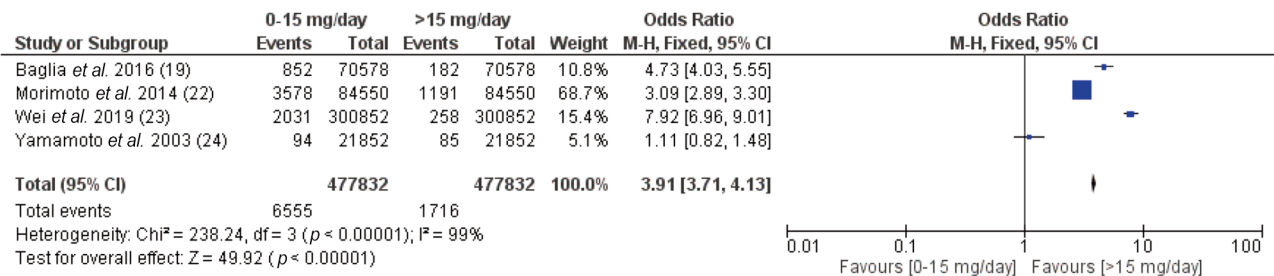 0-15 mg/day >15 mg/day Odds Ratio Odds Ratio
Study or Subgroup Events Total Events Total Weight M-H, Fixed, 95% CI M-H, Fixed, 95% CI
Baglia et al. 2016 (19) 852 70578 182 70578 10.8% 4.73 [4.03, 5.55]
Morimoto et al. 2014 (22) 3578 84550 1191 84550 68.7% 3.09 [2.89, 3.30]
Wei et al. 2019 (23) 2031 300852 258 300852 15.4% 7.92 [6.96, 9.01]
Yamamoto et al. 2003 (24) 94 21852 85 21852 5.1% 1.11 [0.82, 1.48]
Total (95% CI) 477832 477832 100.0% 3.91 [3.71, 4.13]
Total events 6555 1716
Heterogeneity: Chi² = 238.24, df = 3 (p < 0.00001); I² = 99%
Test for overall effect: Z = 49.92 (p < 0.00001)
0.01 0.1 1 10 100
Favours [0-15 mg/day] Favours [>15 mg/day]